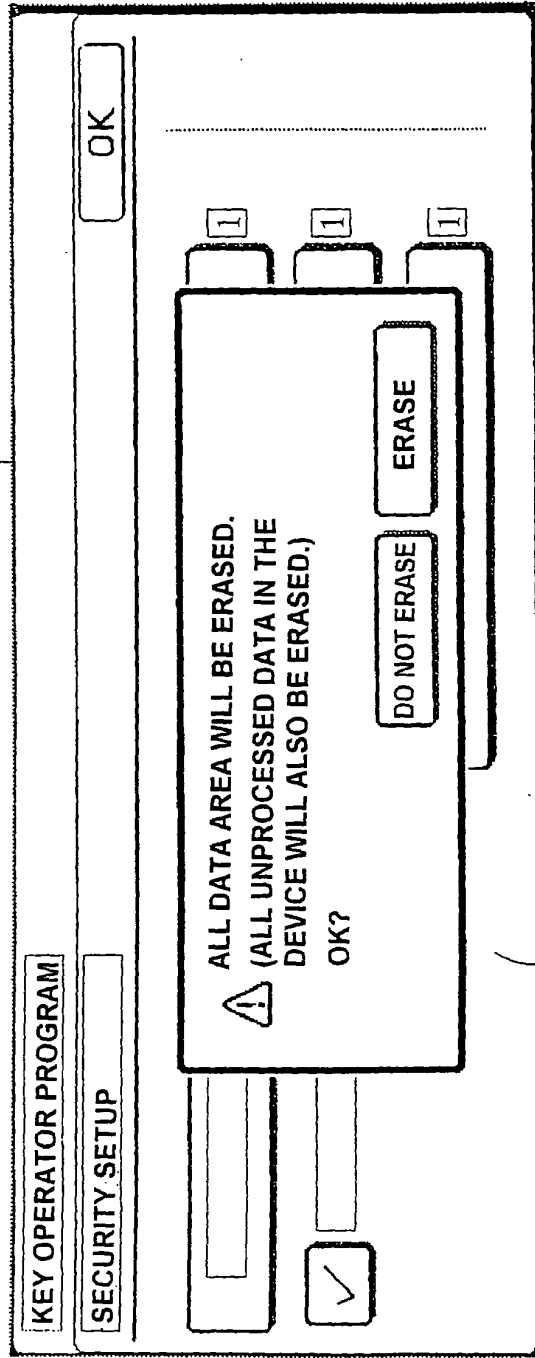 KEY OPERATOR PROGRAM
SECURITY SETUP
OK
ALL DATA AREA WILL BE ERASED.
(ALL UNPROCESSED DATA IN THE
DEVICE WILL ALSO BE ERASED.)
OK?
DO NOT ERASE
ERASE
1
1
1